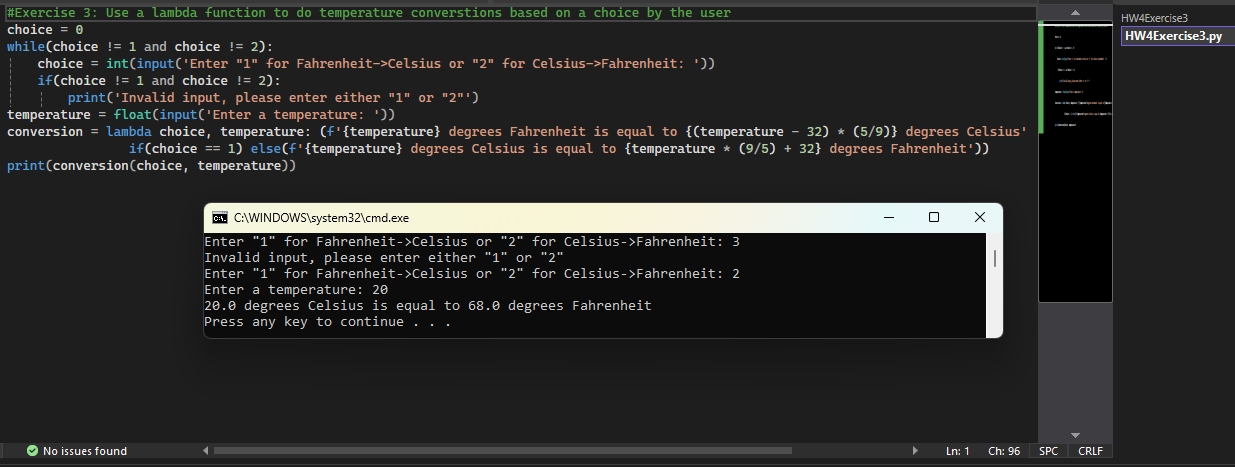 #Exercise 3: Use a lambda function to do temperature converstions based on a choice by the user
choice = 0
while(choice != 1 and choice != 2):
    choice = int(input('Enter "1" for Fahrenheit->Celsius or "2" for Celsius->Fahrenheit: '))
    if(choice != 1 and choice != 2):
        print('Invalid input, please enter either "1" or "2"')
temperature = float(input('Enter a temperature: '))
conversion = lambda choice, temperature: (f'{temperature} degrees Fahrenheit is equal to {(temperature - 32) * (5/9)} degrees Celsius'
                if(choice == 1) else(f'{temperature} degrees Celsius is equal to {temperature * (9/5) + 32} degrees Fahrenheit'))
print(conversion(choice, temperature))
HW4Exercise3
HW4Exercise3.py
C:\WINDOWS\system32\cmd.exe
Enter "1" for Fahrenheit->Celsius or "2" for Celsius->Fahrenheit: 3
Invalid input, please enter either "1" or "2"
Enter "1" for Fahrenheit->Celsius or "2" for Celsius->Fahrenheit: 2
Enter a temperature: 20
20.0 degrees Celsius is equal to 68.0 degrees Fahrenheit
Press any key to continue . . .
No issues found
Ln: 1 Ch: 96 SPC CRLF